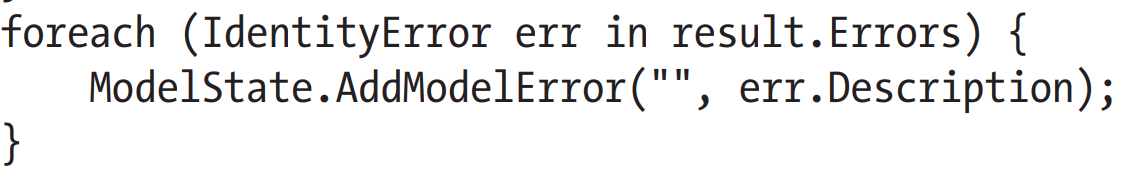 foreach (IdentityError err in result.Errors) {
    ModelState.AddModelError("", err.Description);
}